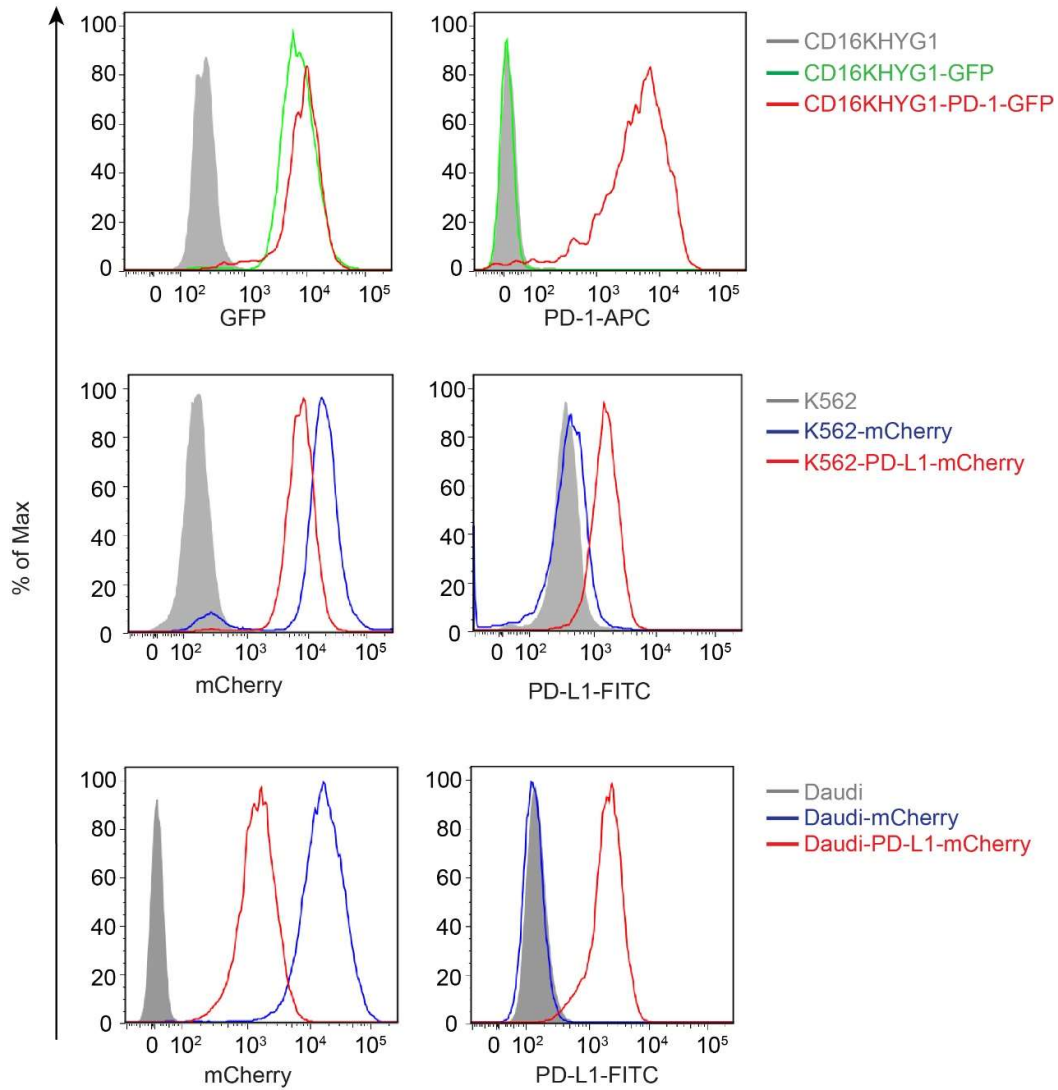 % of Max
100
80
60
40
20
0
0 10² 10³ 10⁴ 10⁵
GFP
100
80
60
40
20
0
0 10² 10³ 10⁴ 10⁵
PD-1-APC
CD16KHYG1
CD16KHYG1-GFP
CD16KHYG1-PD-1-GFP
100
80
60
40
20
0
0 10² 10³ 10⁴ 10⁵
mCherry
100
80
60
40
20
0
0 10² 10³ 10⁴ 10⁵
PD-L1-FITC
K562
K562-mCherry
K562-PD-L1-mCherry
100
80
60
40
20
0
0 10² 10³ 10⁴ 10⁵
mCherry
100
80
60
40
20
0
0 10² 10³ 10⁴ 10⁵
PD-L1-FITC
Daudi
Daudi-mCherry
Daudi-PD-L1-mCherry